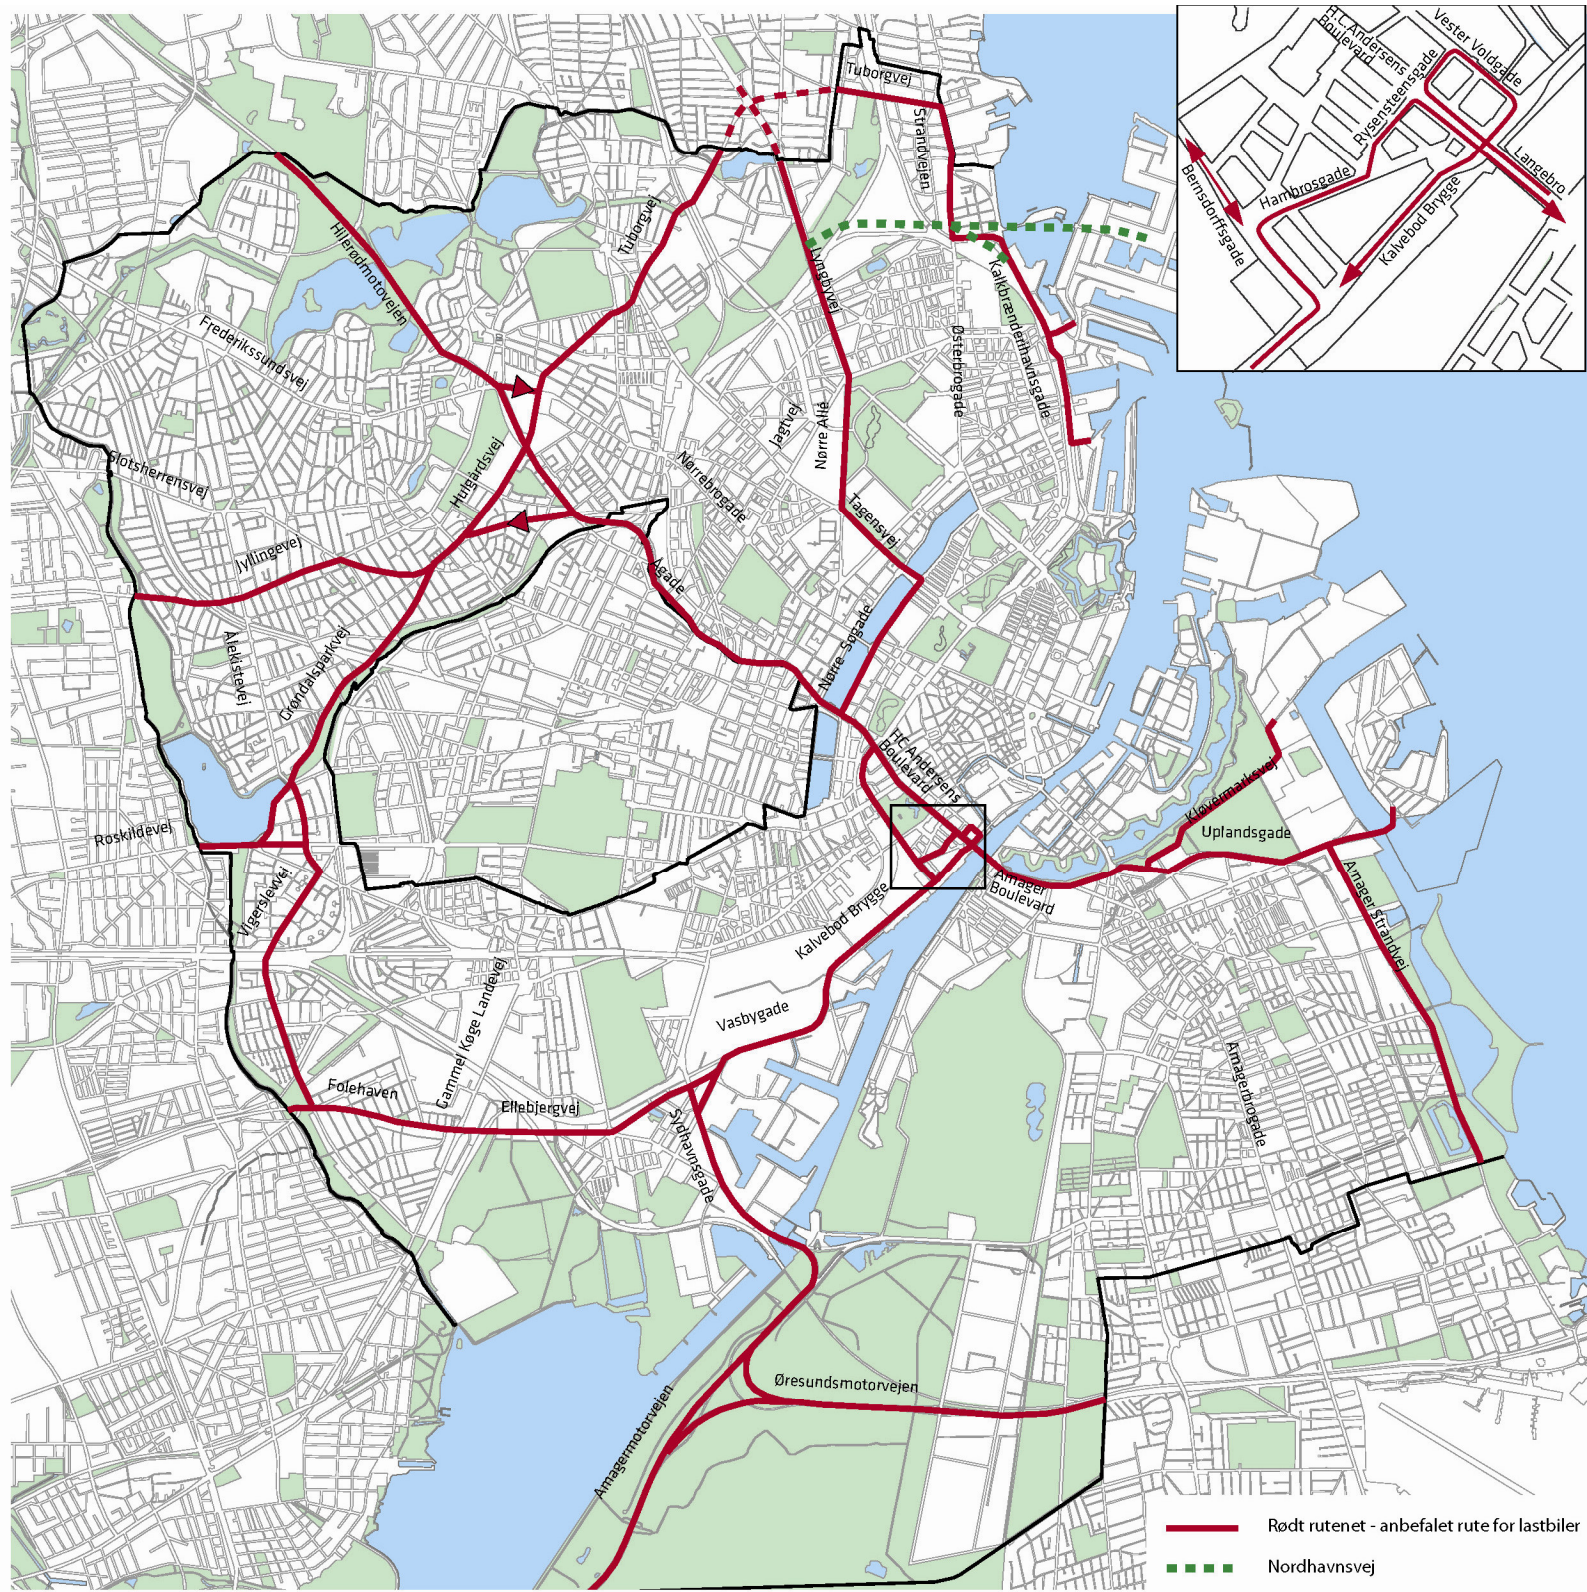 Tuborgvej
Strandvejen
H.C. Andersens
Boulevard
Vester Voldgade
Rysensteensgade
Langebro
Hambrosgade
Bernsdorffsgade
Kalvebod Brygge
Hillerødmotovejen
Tuborgvej
Lyngbyvej
Kalkbrænderihavnsgade
Østerbrogade
Frederikssundsvej
Jagtvej
Nørre Allé
Hulgårdsvej
Slotsherrensvej
Nørrebrogade
Tagensvej
Jyllingevej
Ågade
Ålekistevej
Grøndalsparkvej
Nørre Søgade
HC Andersens
Boulevard
Kløvermarksvej
Uplandsgade
Roskildevej
Vigerslevvej
Kalvebod Brygge
Amager
Boulevard
Amager Strandvej
Vasbygade
Gammel Køge Landevej
Folehaven
Ellebjergvej
Sydhavnsgade
Amagerbrogade
Øresundsmotorvejen
Amagermotorvejen
Rødt rutenet - anbefalet rute for lastbiler
Nordhavnsvej